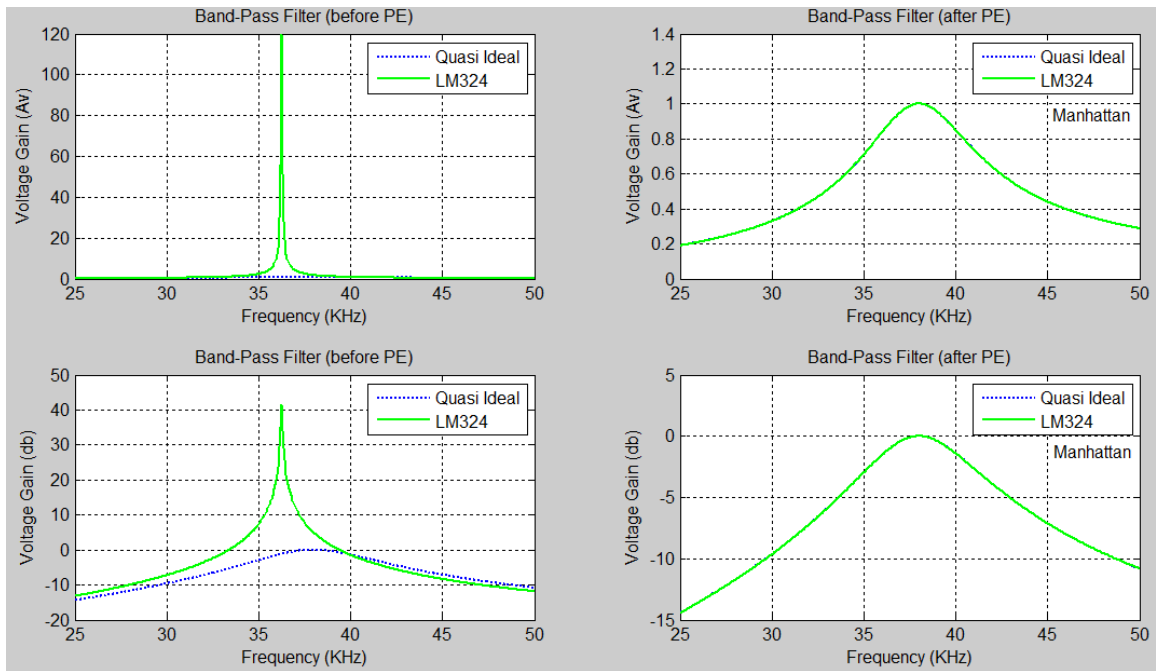 Band-Pass Filter (before PE)
120
100
80
60
40
20
0
Voltage Gain (Av)
25 30 35 40 45 50
Frequency (KHz)
Quasi Ideal
LM324
Band-Pass Filter (after PE)
1.4
1.2
1
0.8
0.6
0.4
0.2
0
Voltage Gain (Av)
25 30 35 40 45 50
Frequency (KHz)
Quasi Ideal
LM324
Manhattan
Band-Pass Filter (before PE)
50
40
30
20
10
0
-10
-20
Voltage Gain (db)
25 30 35 40 45 50
Frequency (KHz)
Quasi Ideal
LM324
Band-Pass Filter (after PE)
5
0
-5
-10
-15
Voltage Gain (db)
25 30 35 40 45 50
Frequency (KHz)
Quasi Ideal
LM324
Manhattan